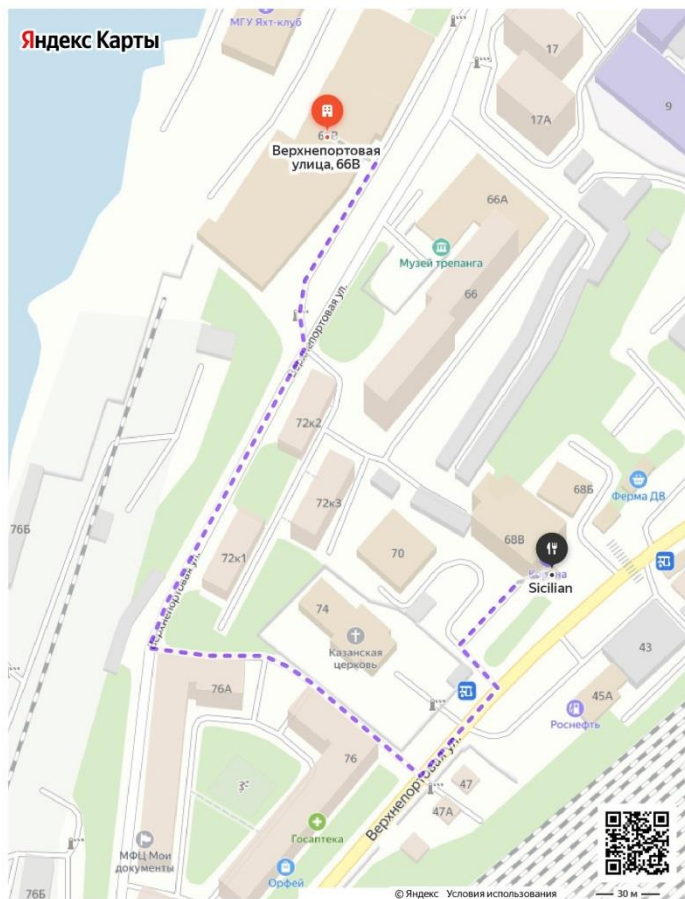 МГУ Яхт-клуб
Яндекс Карты
17
9
17А
Верхнепортовая
улица, 66В
66А
Музей трепанга
66
Верхнепортовая ул.
72к2
72к3
76Б
68Б
Ферма ДВ
68В
70
72к1
Sicilian
Верхнепортовая ул.
74
Казанская
церковь
43
76А
45А
Роснефть
76
Верхнепортовая ул.
47
47А
Госаптека
МФЦ Мои
документы
Орфей
76Б
© Яндекс Условия использования
30 м